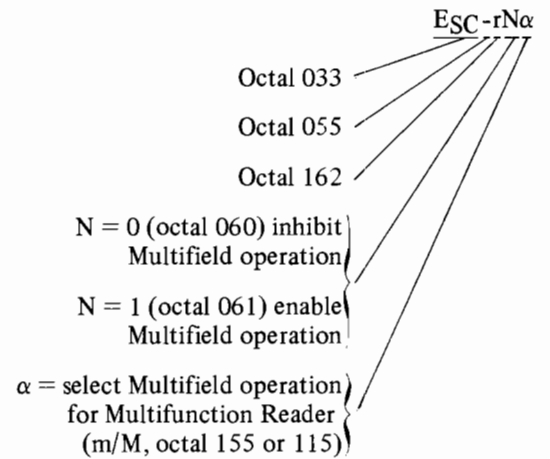 ESC-rNα
Octal 033
Octal 055
Octal 162
N = 0 (octal 060) inhibit
Multifield operation
N = 1 (octal 061) enable
Multifield operation
α = select Multifield operation
for Multifunction Reader
(m/M, octal 155 or 115)